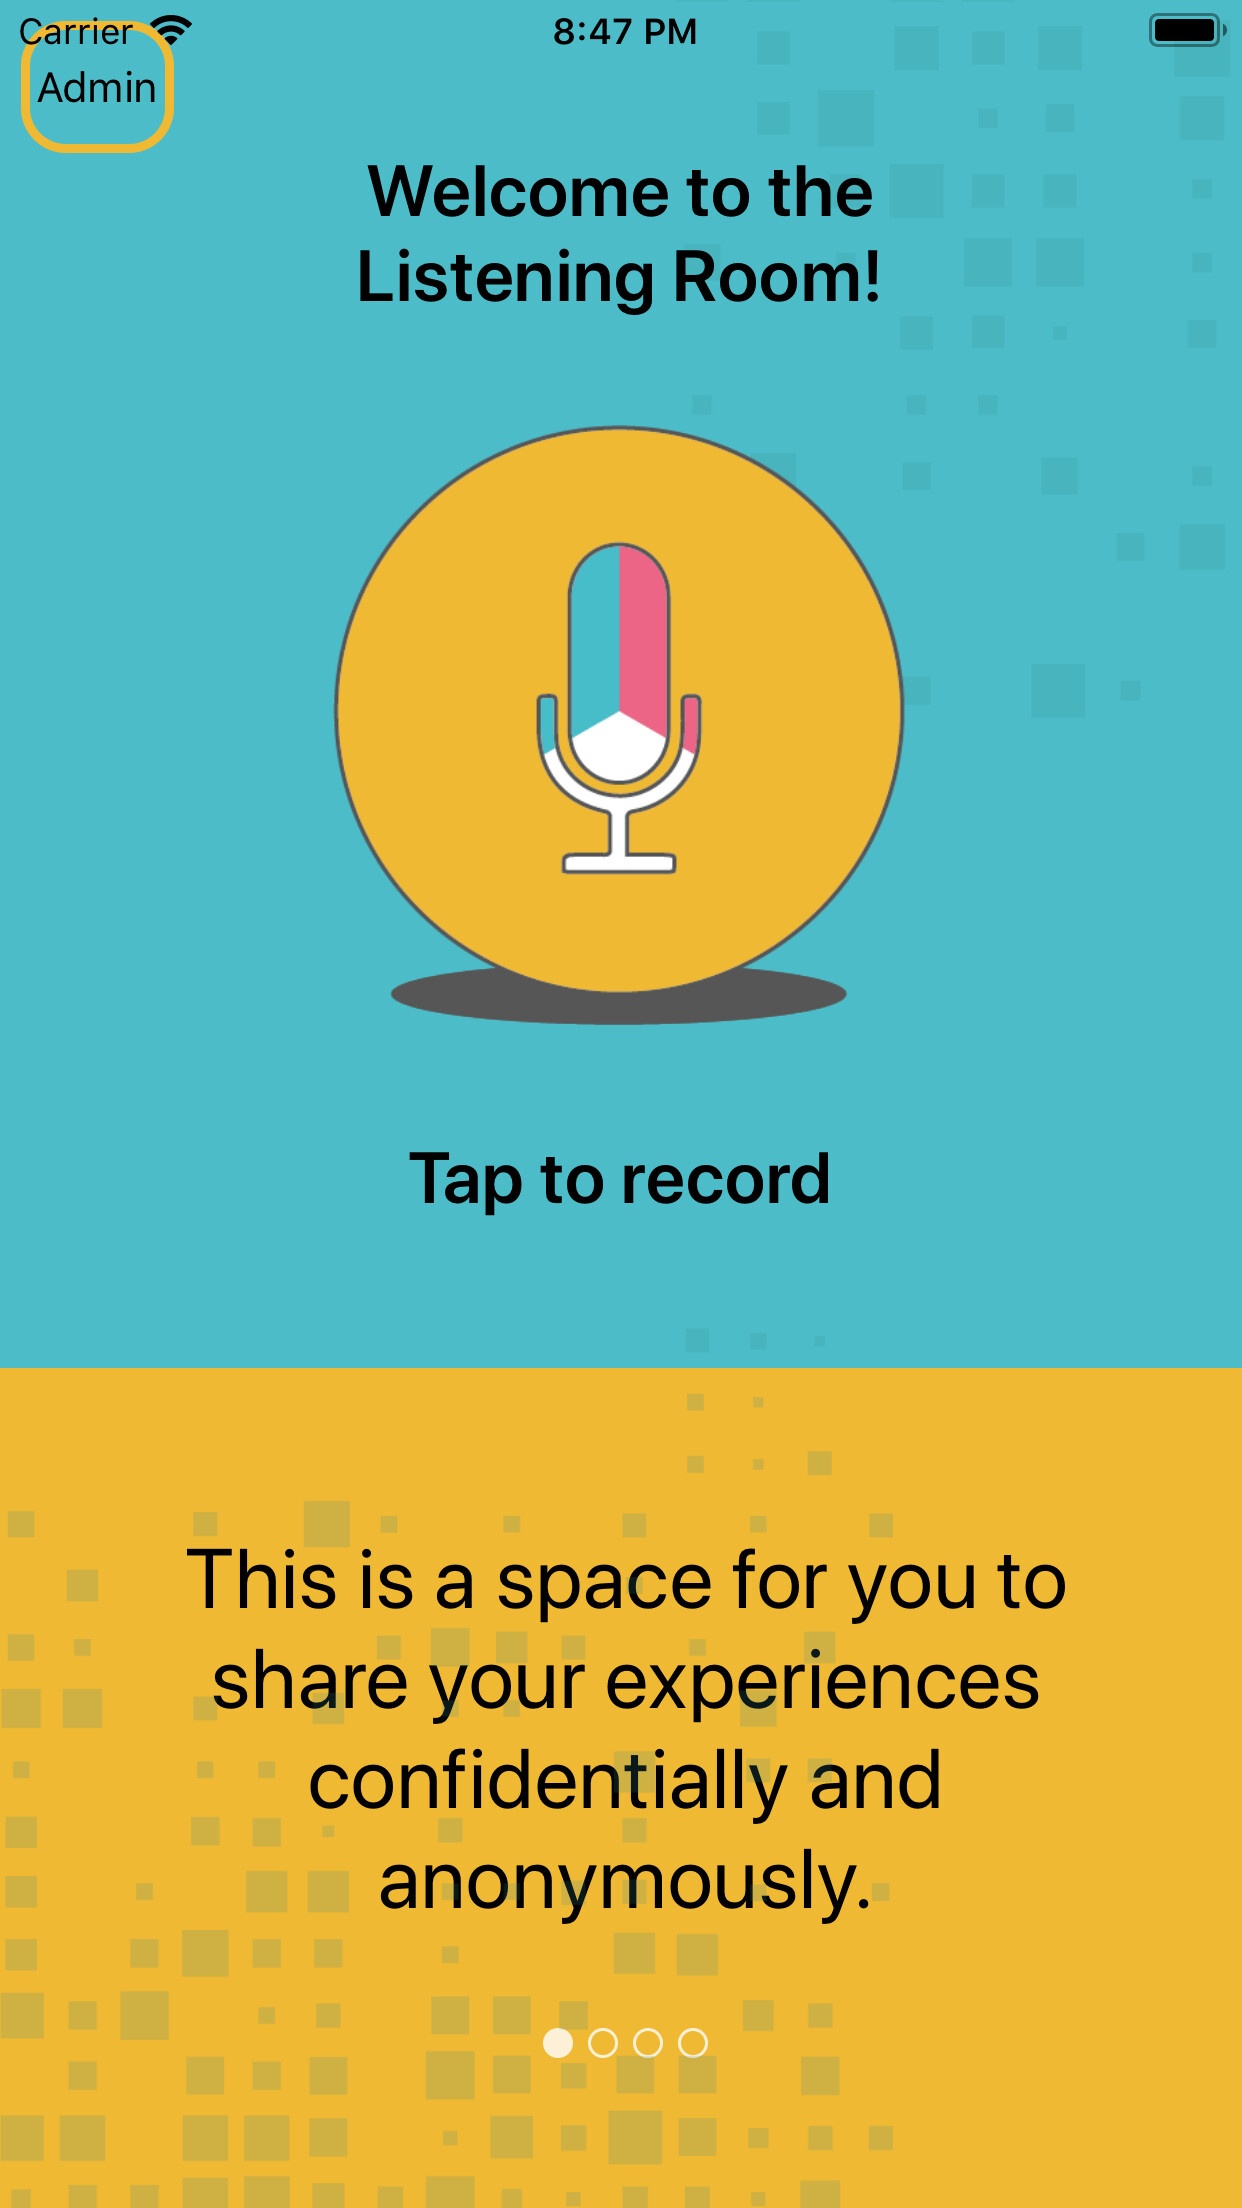 Carrier 8:47 PM
Admin
Welcome to the
Listening Room!
Tap to record
This is a space for you to
share your experiences
confidentially and
anonymously.